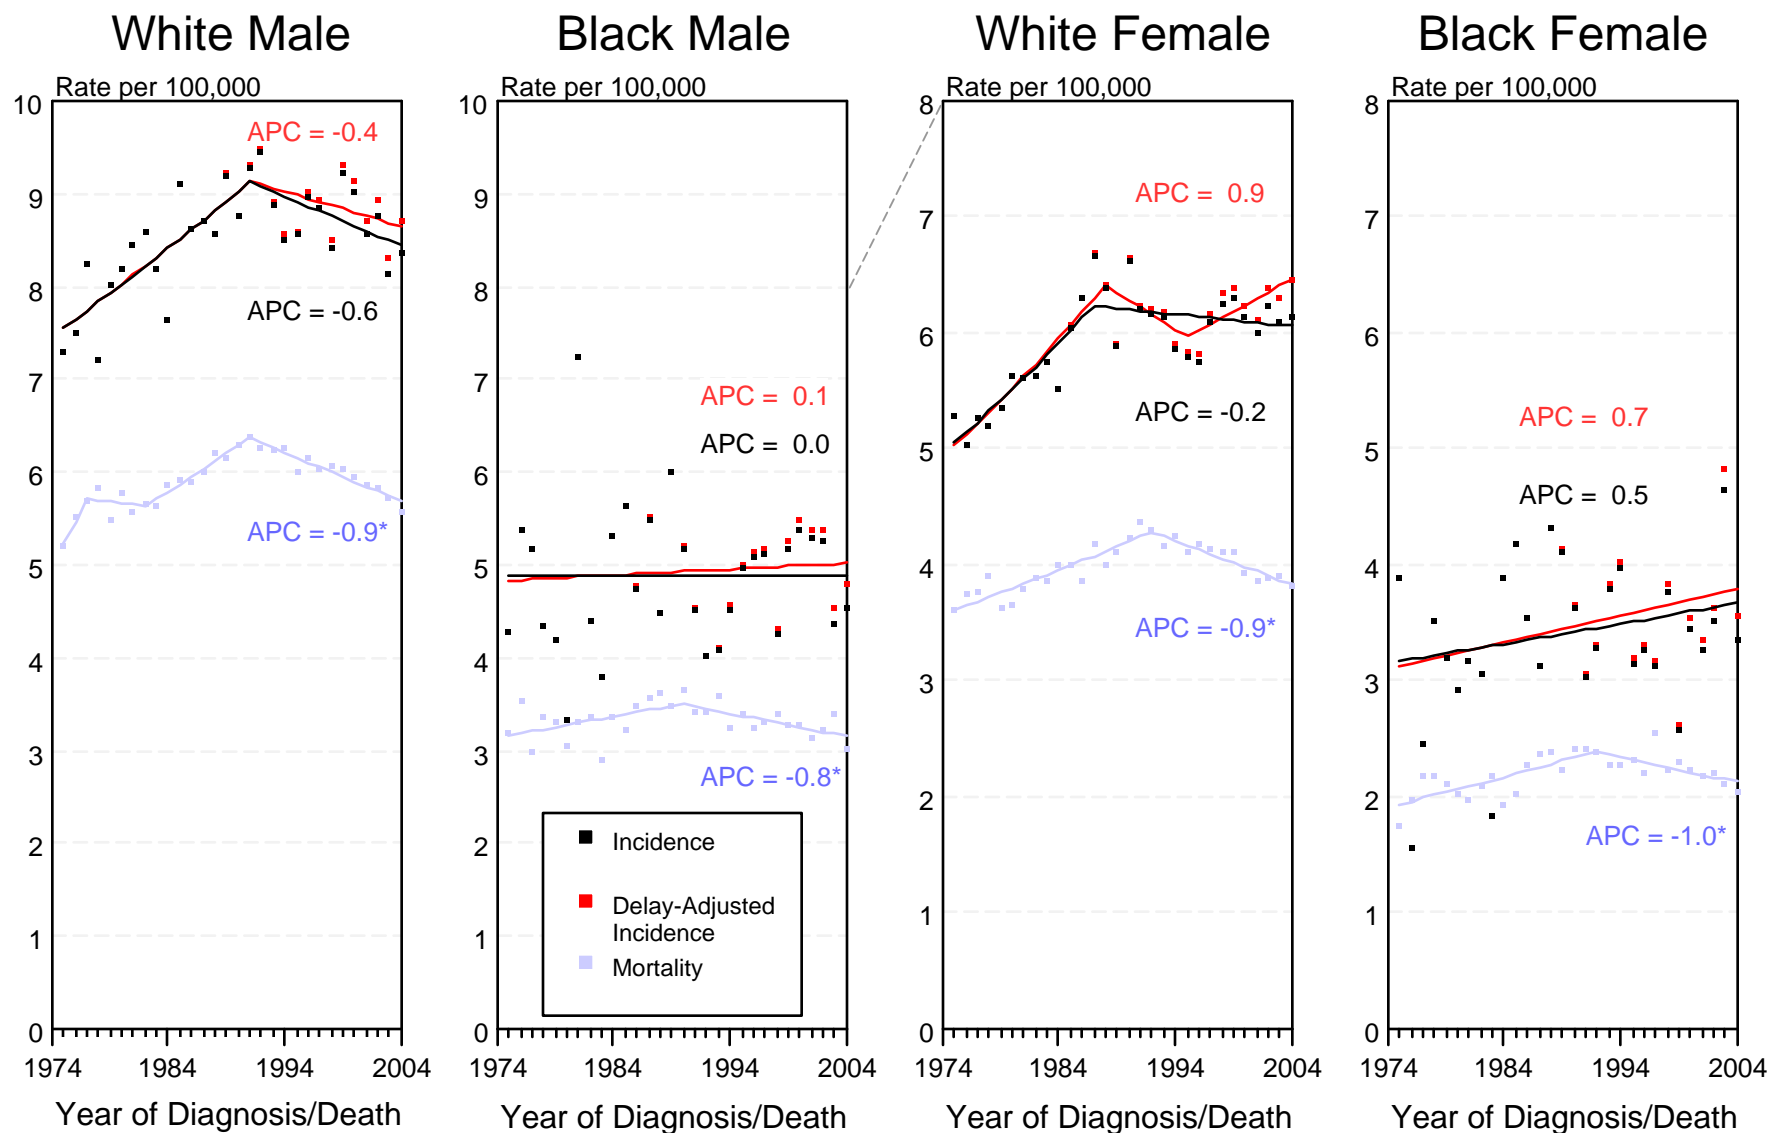 White Male
Rate per 100,000
10
9
8
7
6
5
4
3
2
1
0
APC = -0.4
APC = -0.6
APC = -0.9*
1974
1984
1994
2004
Year of Diagnosis/Death
Black Male
Rate per 100,000
10
9
8
7
6
5
4
3
2
1
0
APC = 0.1
APC = 0.0
APC = -0.8*
Incidence
Delay-Adjusted
Incidence
Mortality
1974
1984
1994
2004
Year of Diagnosis/Death
White Female
Rate per 100,000
8
7
6
5
4
3
2
1
0
APC = 0.9
APC = -0.2
APC = -0.9*
1974
1984
1994
2004
Year of Diagnosis/Death
Black Female
Rate per 100,000
8
7
6
5
4
3
2
1
0
APC = 0.7
APC = 0.5
APC = -1.0*
1974
1984
1994
2004
Year of Diagnosis/Death